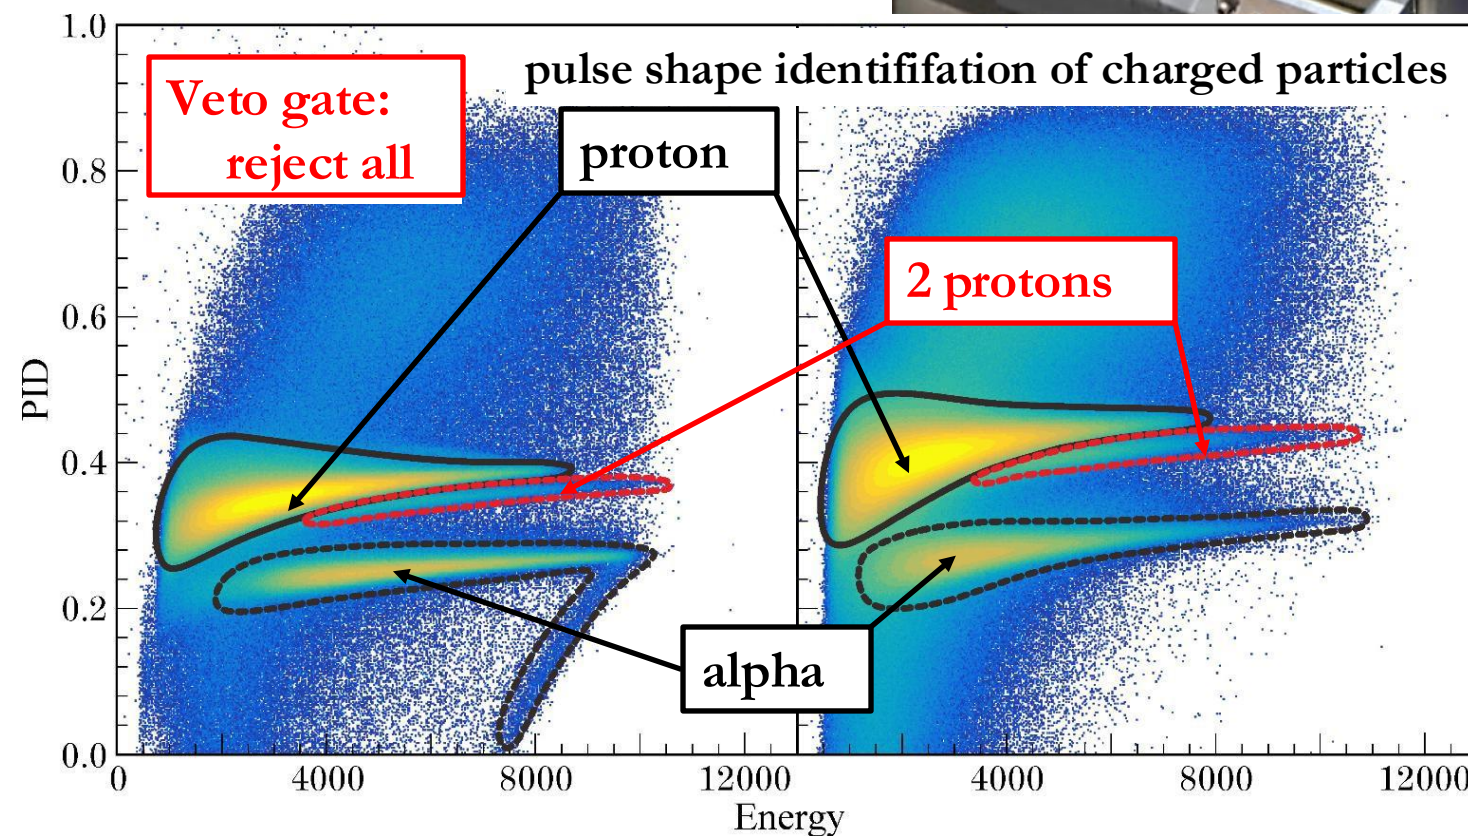 pulse shape identififation of charged particles
Veto gate:
reject all
proton
2 protons
alpha
1.0
0.8
0.6
0.4
0.2
0.0
PID
0 4000 8000 12000 4000 8000 12000
Energy